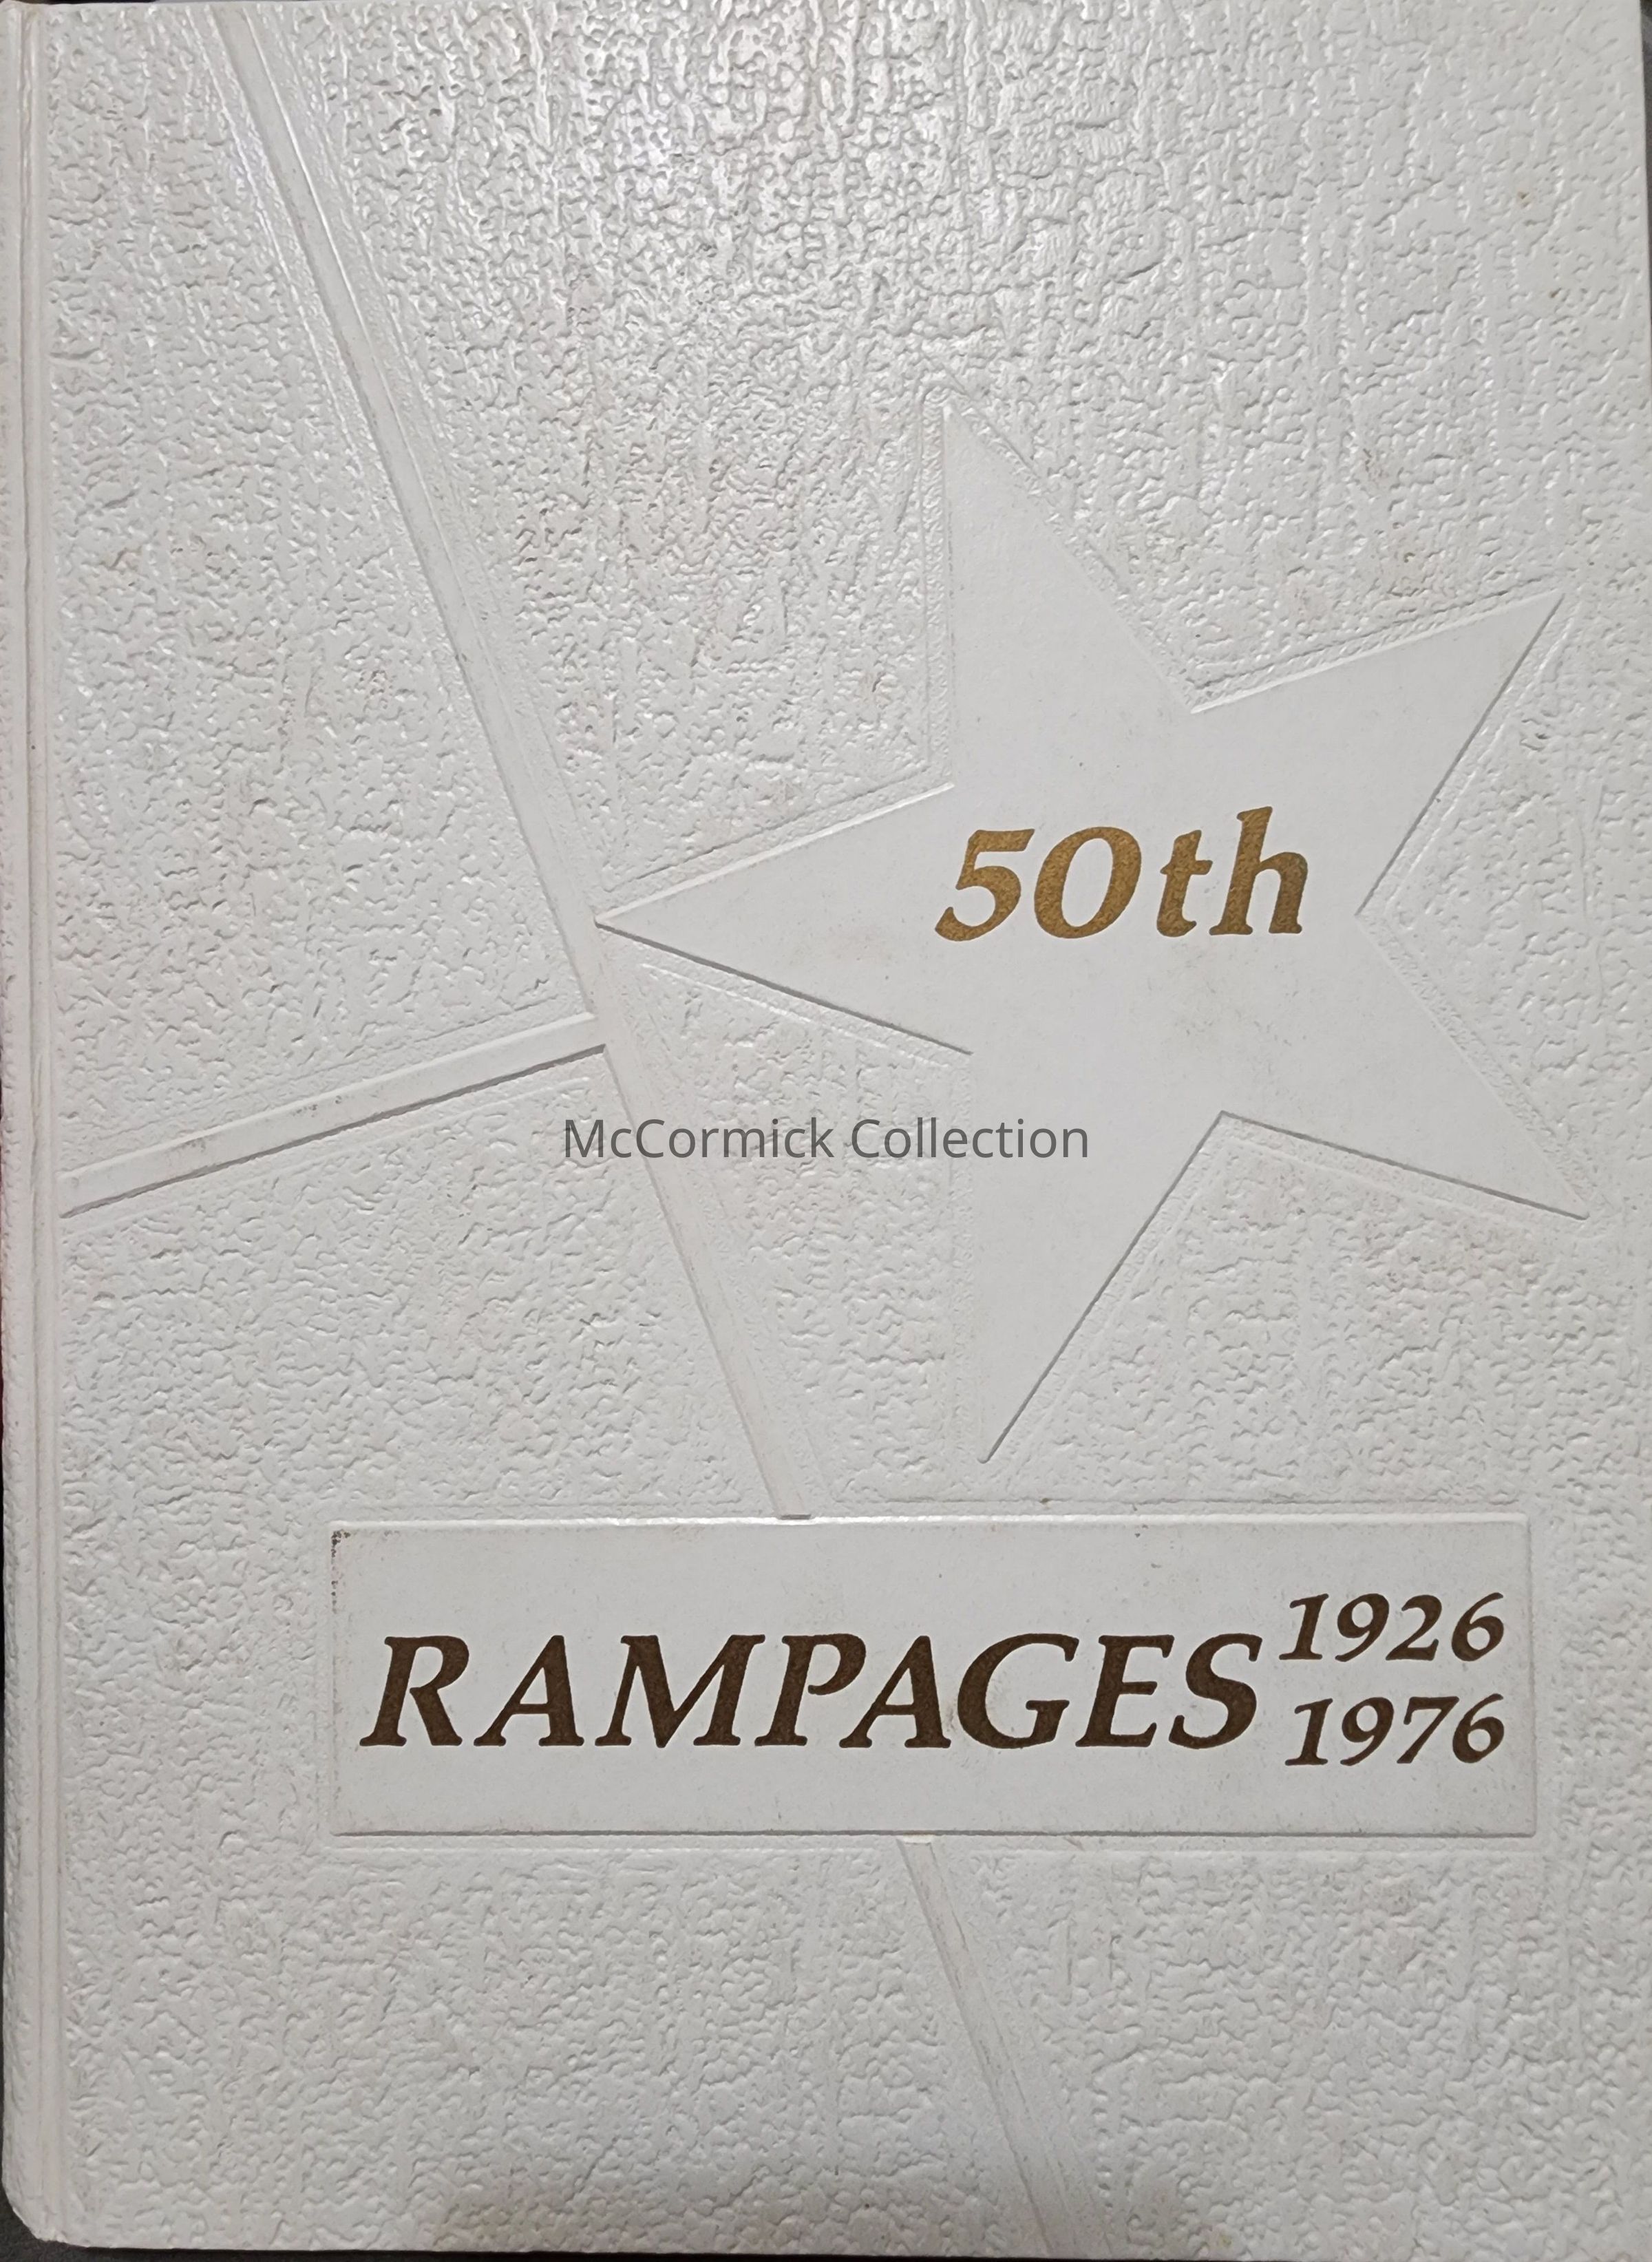 50th
McCormick Collection
RAMPAGES 1926
1976